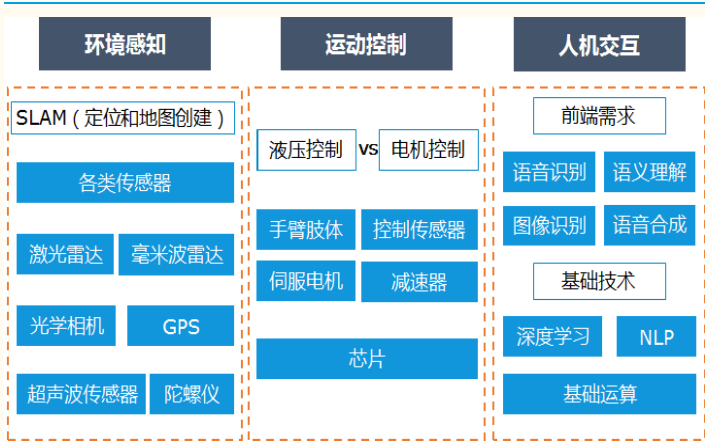 环境感知
SLAM（定位和地图创建）
各类传感器
激光雷达 毫米波雷达
光学相机 GPS
超声波传感器 陀螺仪
运动控制
液压控制 vs 电机控制
手臂肢体 控制传感器
伺服电机 减速器
芯片
人机交互
前端需求
语音识别 语义理解
图像识别 语音合成
基础技术
深度学习 NLP
基础运算